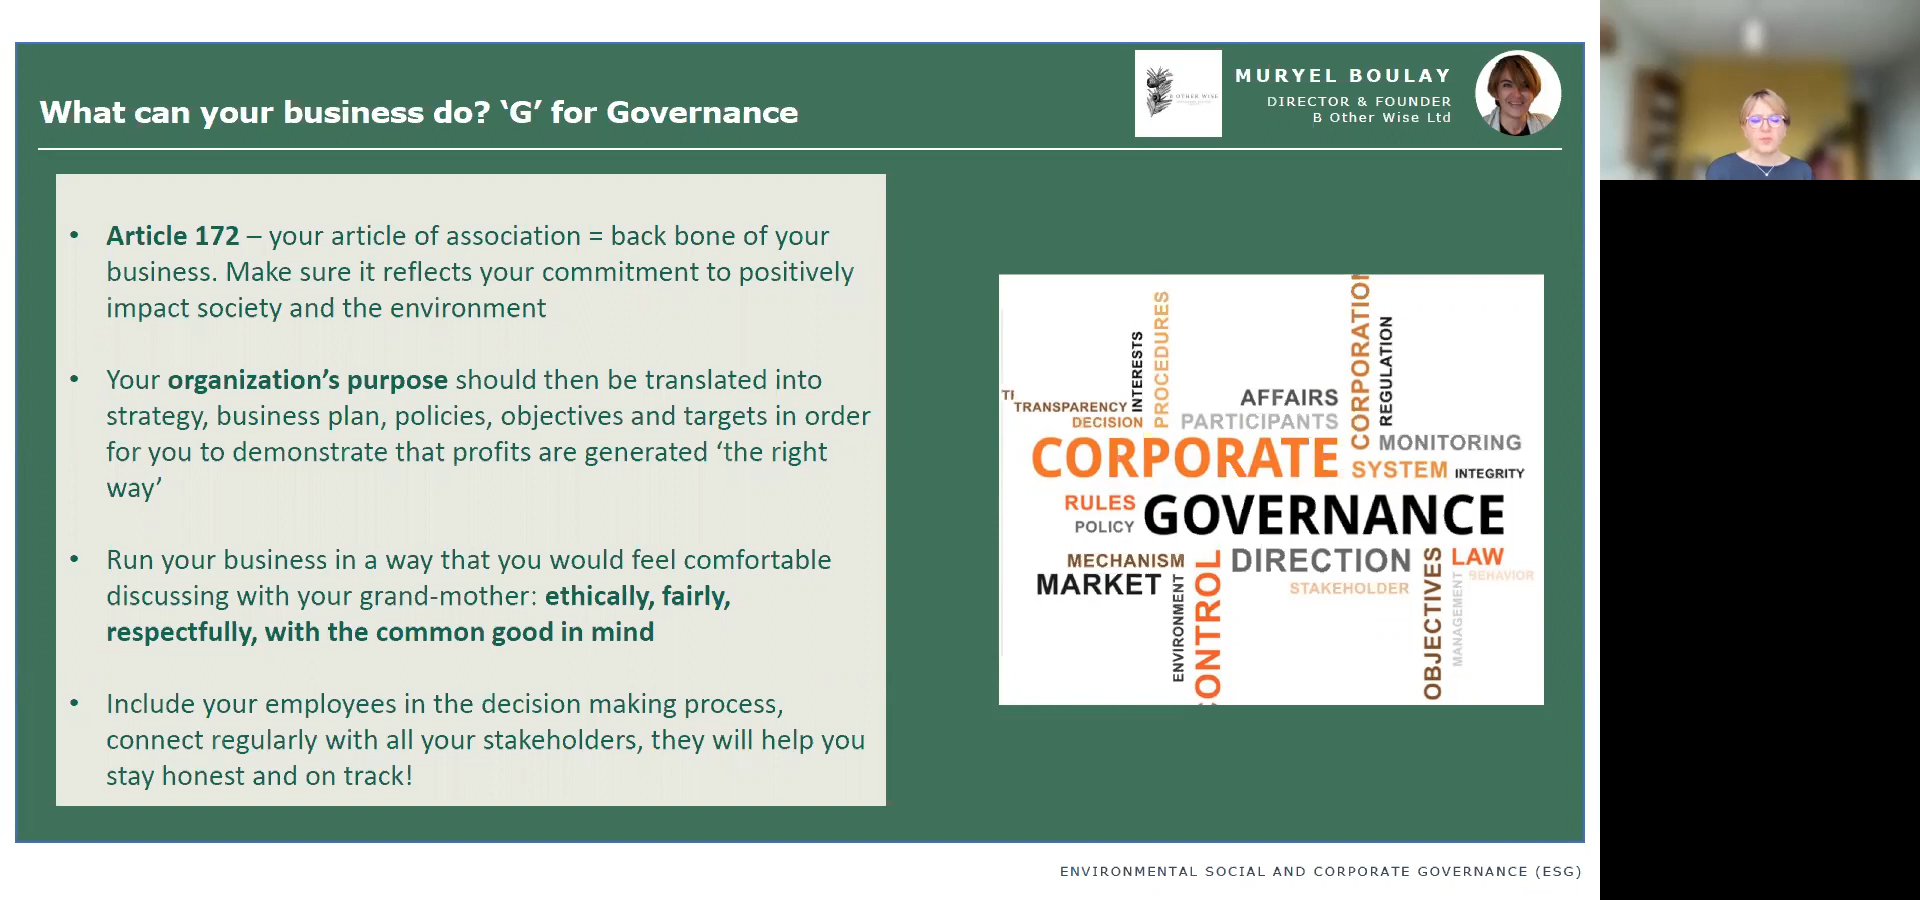 What can your business do? ‘G’ for Governance
B OTHER WISE
MURYEL BOULAY
DIRECTOR & FOUNDER
B Other Wise Ltd
• Article 172 – your article of association = back bone of your
business. Make sure it reflects your commitment to positively
impact society and the environment
• Your organization’s purpose should then be translated into
strategy, business plan, policies, objectives and targets in order
for you to demonstrate that profits are generated ‘the right
way’
• Run your business in a way that you would feel comfortable
discussing with your grand-mother: ethically, fairly,
respectfully, with the common good in mind
• Include your employees in the decision making process,
connect regularly with all your stakeholders, they will help you
stay honest and on track!
INTERESTS
PROCEDURES
CORPORATION
REGULATION
TRANSPARENCY
AFFAIRS
DECISION
PARTICIPANTS
MONITORING
CORPORATE
SYSTEM
INTEGRITY
RULES
POLICY
GOVERNANCE
MECHANISM
DIRECTION
LAW
MARKET
STAKEHOLDER
BEHAVIOR
ENVIRONMENT
CONTROL
OBJECTIVES
MANAGEMENT
ENVIRONMENTAL SOCIAL AND CORPORATE GOVERNANCE (ESG)